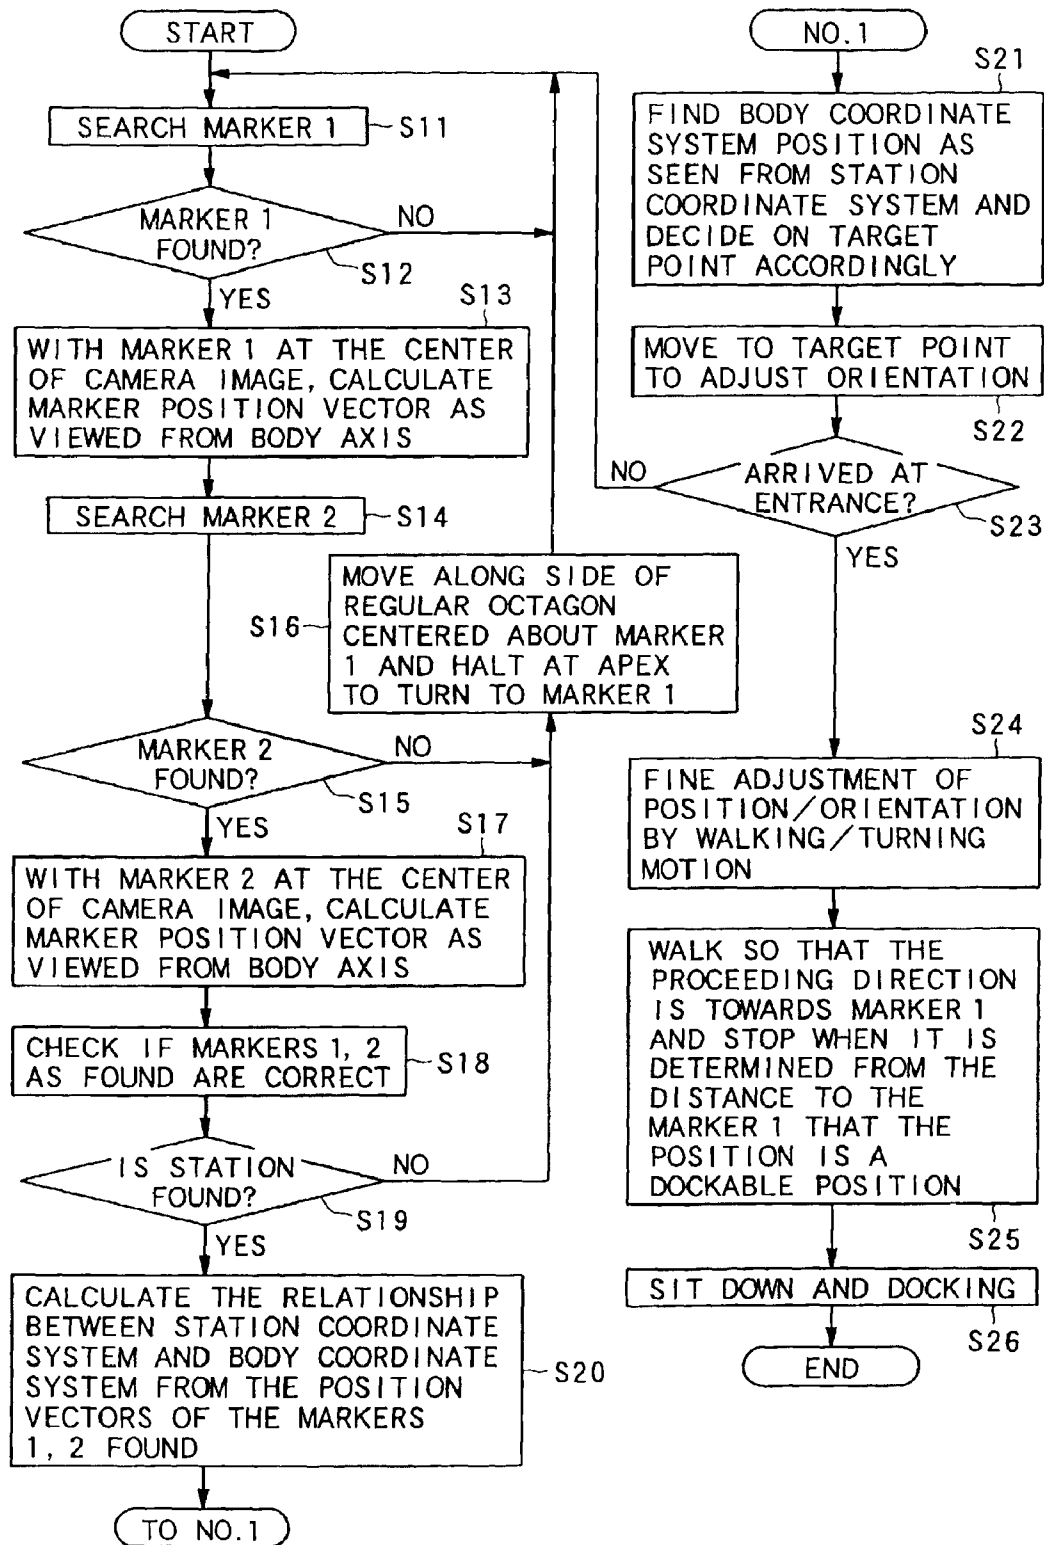 START
SEARCH MARKER 1
S11
MARKER 1
FOUND?
NO
S12
YES
S13
WITH MARKER 1 AT THE CENTER
OF CAMERA IMAGE, CALCULATE
MARKER POSITION VECTOR AS
VIEWED FROM BODY AXIS
SEARCH MARKER 2
S14
MOVE ALONG SIDE OF
REGULAR OCTAGON
CENTERED ABOUT MARKER
1 AND HALT AT APEX
TO TURN TO MARKER 1
S16
MARKER 2
FOUND?
NO
S15
YES
S17
WITH MARKER 2 AT THE CENTER
OF CAMERA IMAGE, CALCULATE
MARKER POSITION VECTOR AS
VIEWED FROM BODY AXIS
CHECK IF MARKERS 1, 2
AS FOUND ARE CORRECT
S18
IS STATION
FOUND?
NO
S19
YES
CALCULATE THE RELATIONSHIP
BETWEEN STATION COORDINATE
SYSTEM AND BODY COORDINATE
SYSTEM FROM THE POSITION
VECTORS OF THE MARKERS
1, 2 FOUND
S20
TO NO.1
NO.1
S21
FIND BODY COORDINATE
SYSTEM POSITION AS
SEEN FROM STATION
COORDINATE SYSTEM AND
DECIDE ON TARGET
POINT ACCORDINGLY
MOVE TO TARGET POINT
TO ADJUST ORIENTATION
S22
NO
ARRIVED AT
ENTRANCE?
S23
YES
S24
FINE ADJUSTMENT OF
POSITION/ORIENTATION
BY WALKING/TURNING
MOTION
WALK SO THAT THE
PROCEEDING DIRECTION
IS TOWARDS MARKER 1
AND STOP WHEN IT IS
DETERMINED FROM THE
DISTANCE TO THE
MARKER 1 THAT THE
POSITION IS A
DOCKABLE POSITION
S25
SIT DOWN AND DOCKING
S26
END